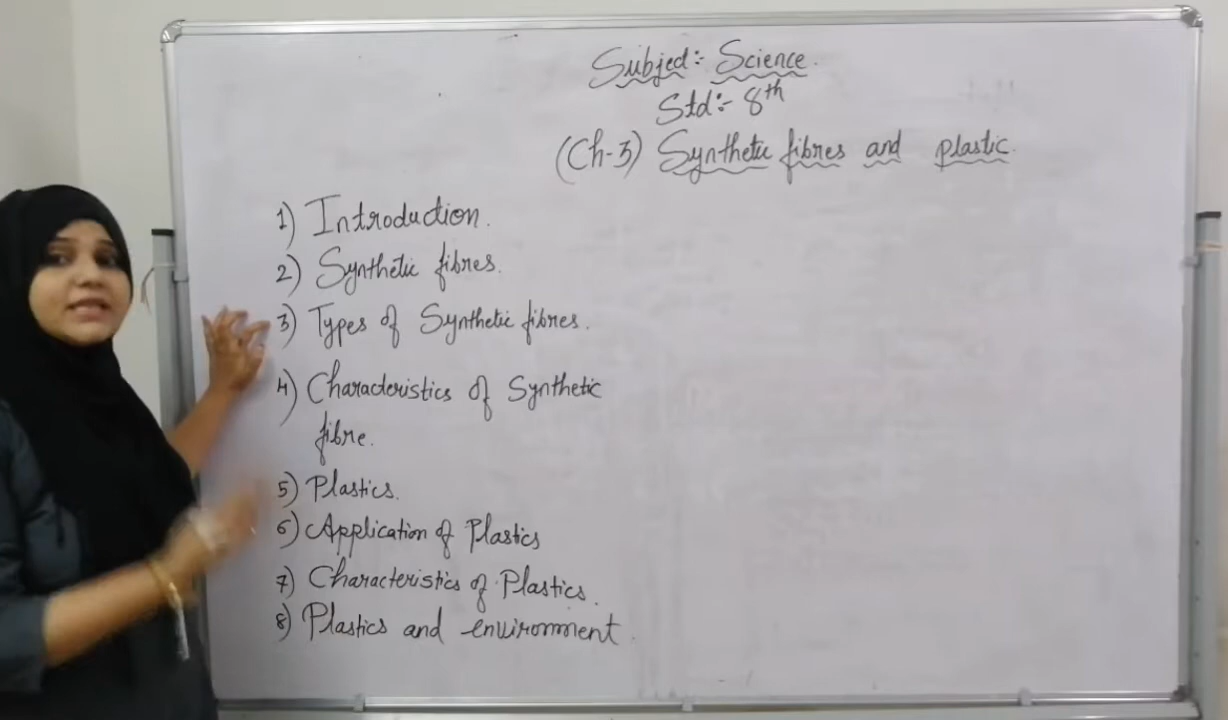 Subject:- Science.
Std:- 8th
(Ch-3) Synthetic fibres and plastic.
1) Introduction.
2) Synthetic fibres.
3) Types of Synthetic fibres.
4) Characteristics of Synthetic
fibre.
5) Plastics.
6) Application of Plastics
7) Characteristics of Plastics.
8) Plastics and environment.